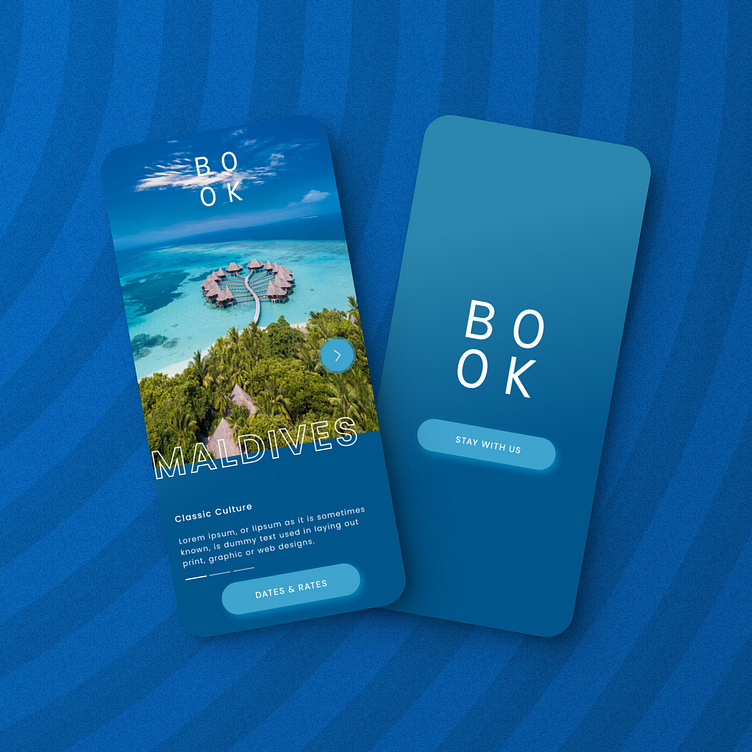 BO
OK
MALDIVES
Classic Culture
Lorem ipsum, or lipsum as it is sometimes
known, is dummy text used in laying out
print, graphic or web designs.
DATES & RATES
BO
OK
STAY WITH US